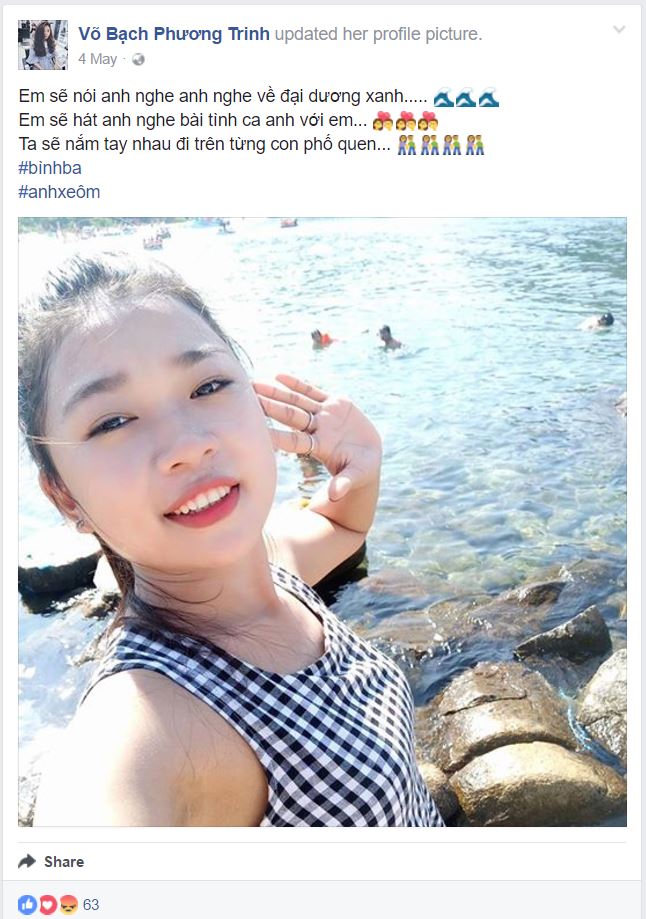 Võ Bạch Phương Trinh updated her profile picture.
4 May ·
Em sẽ nói anh nghe anh nghe về đại dương xanh..... 🌊🌊🌊
Em sẽ hát anh nghe bài tình ca anh với em... 💑💑💑
Ta sẽ nắm tay nhau đi trên từng con phố quen... 👫👫👫👫
#bìnhba
#anhxeôm
Share
63